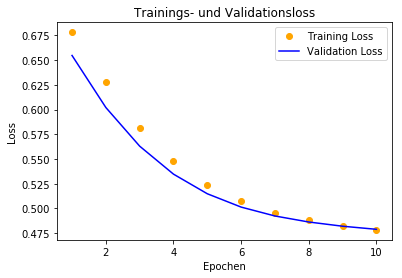 Trainings- und Validationsloss
Training Loss
Validation Loss
0.675
0.650
0.625
0.600
0.575
0.550
0.525
0.500
0.475
Loss
2
4
6
8
10
Epochen